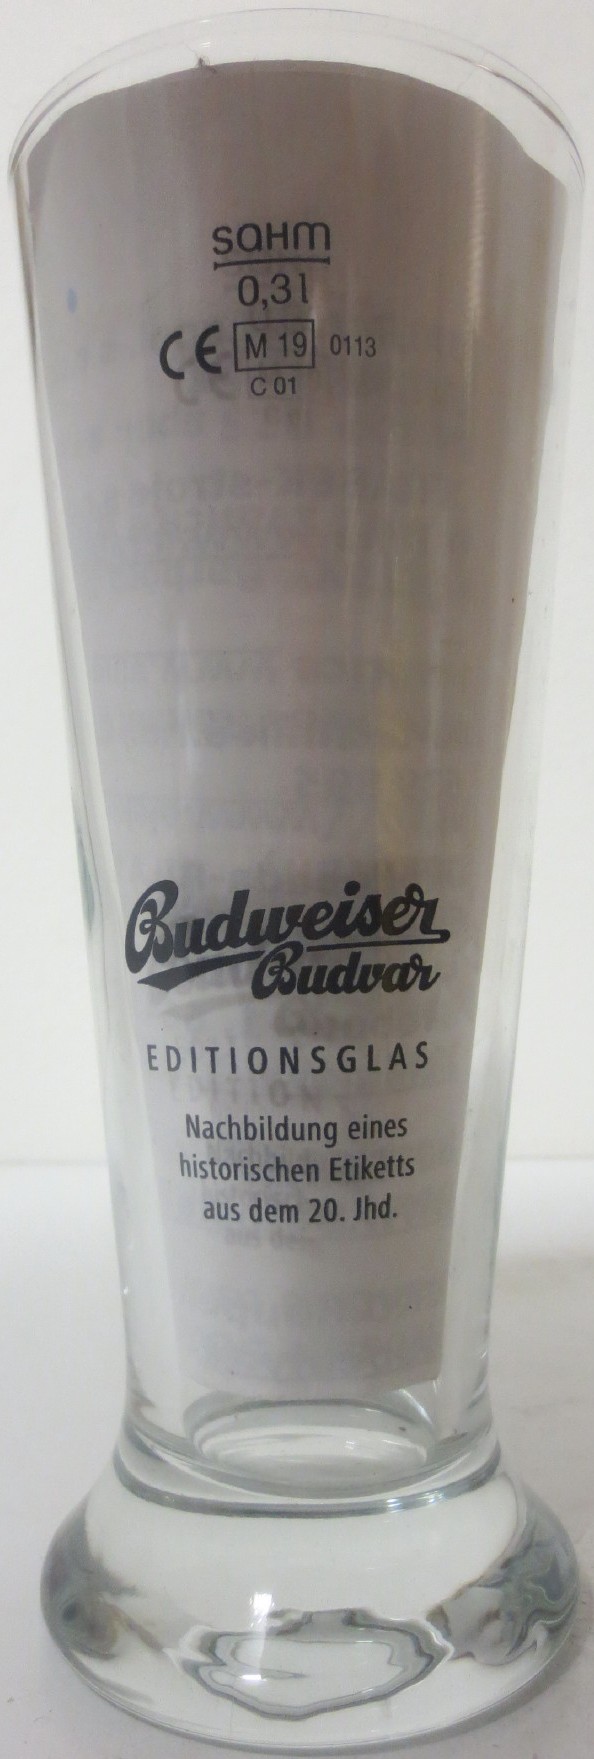 sahm
0,3l
CE M 19 0113
C 01
Budweiser
Budvar
EDITIONSGLAS
Nachbildung eines
historischen Etiketts
aus dem 20. Jhd.